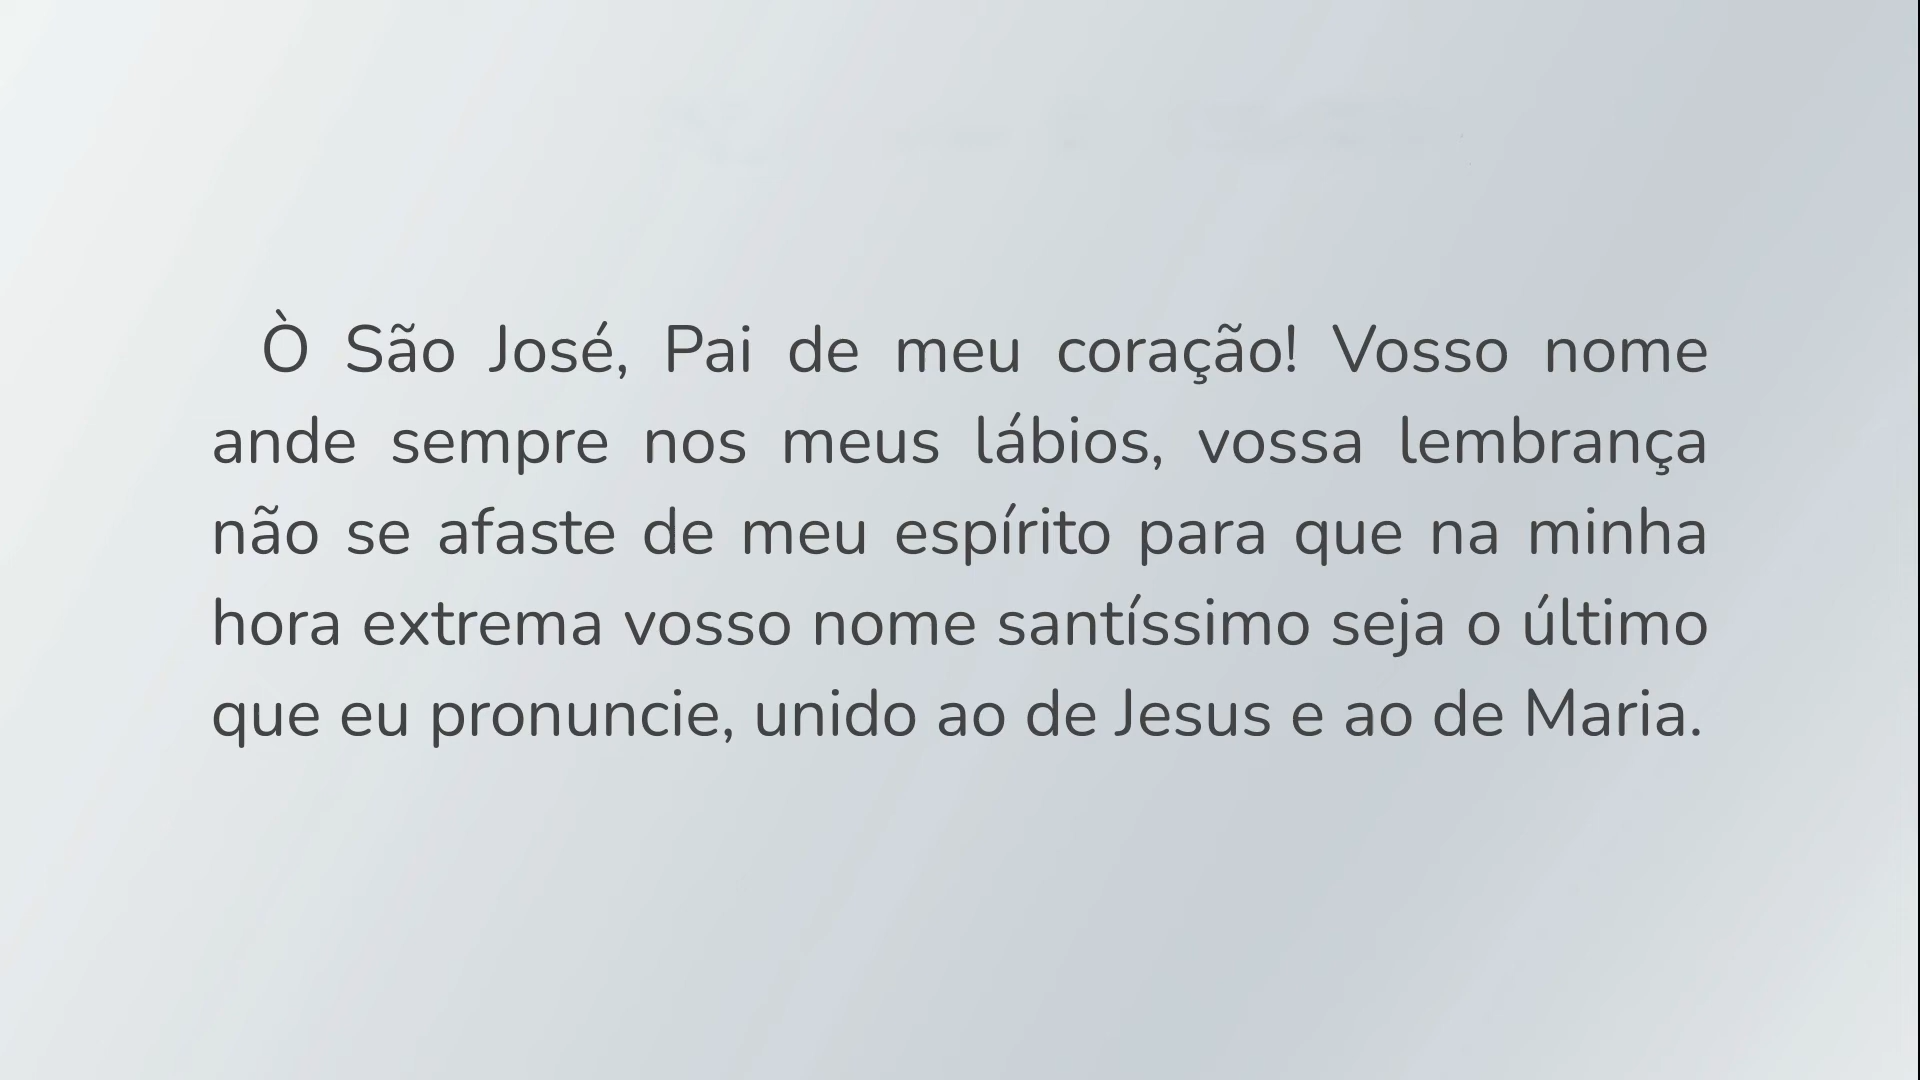 Ò São José, Pai de meu coração! Vosso nome
ande sempre nos meus lábios, vossa lembrança
não se afaste de meu espírito para que na minha
hora extrema vosso nome santíssimo seja o último
que eu pronuncie, unido ao de Jesus e ao de Maria.